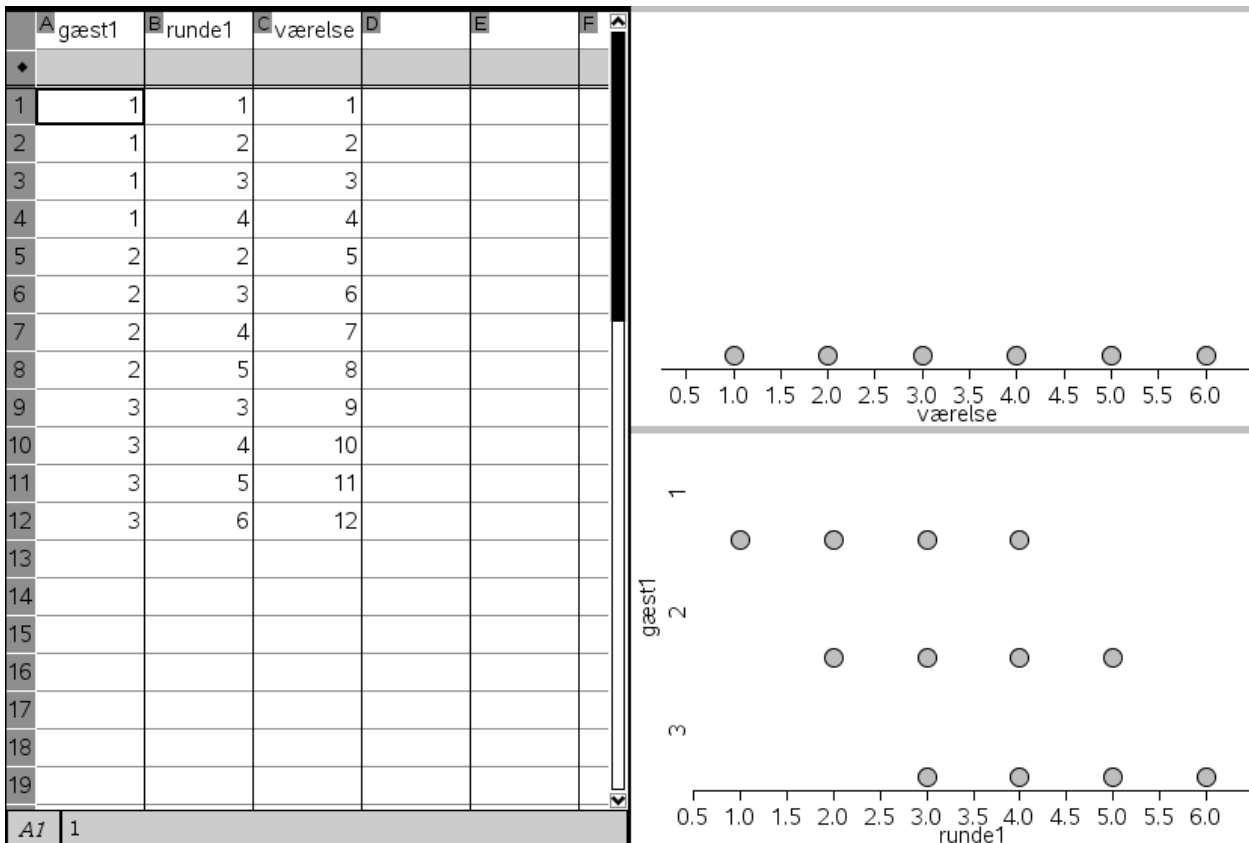 A gæst1 B runde1 C værelse D E F
◆
1 1 1 1
2 1 2 2
3 1 3 3
4 1 4 4
5 2 2 5
6 2 3 6
7 2 4 7
8 2 5 8
9 3 3 9
10 3 4 10
11 3 5 11
12 3 6 12
13
14
15
16
17
18
19
A1 1
0.5 1.0 1.5 2.0 2.5 3.0 3.5 4.0 4.5 5.0 5.5 6.0
værelse
1
2
3
gæst1
0.5 1.0 1.5 2.0 2.5 3.0 3.5 4.0 4.5 5.0 5.5 6.0
runde1